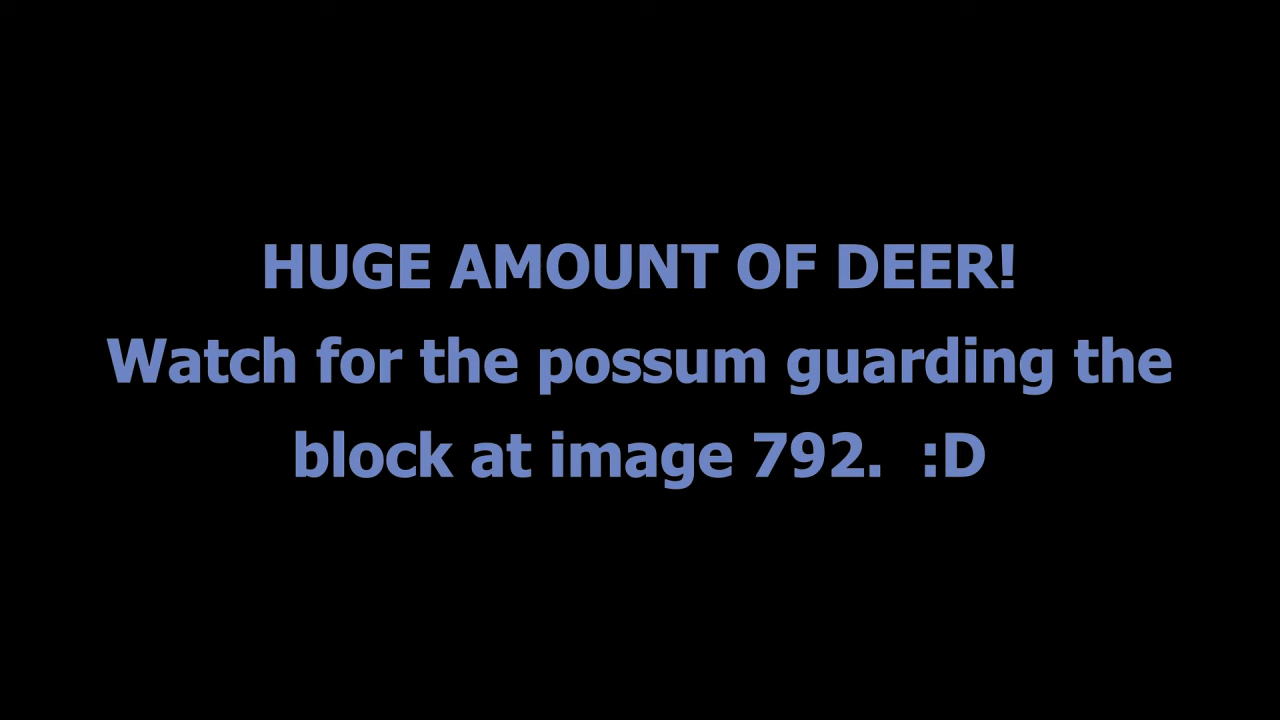 HUGE AMOUNT OF DEER!
Watch for the possum guarding the
block at image 792.  :D